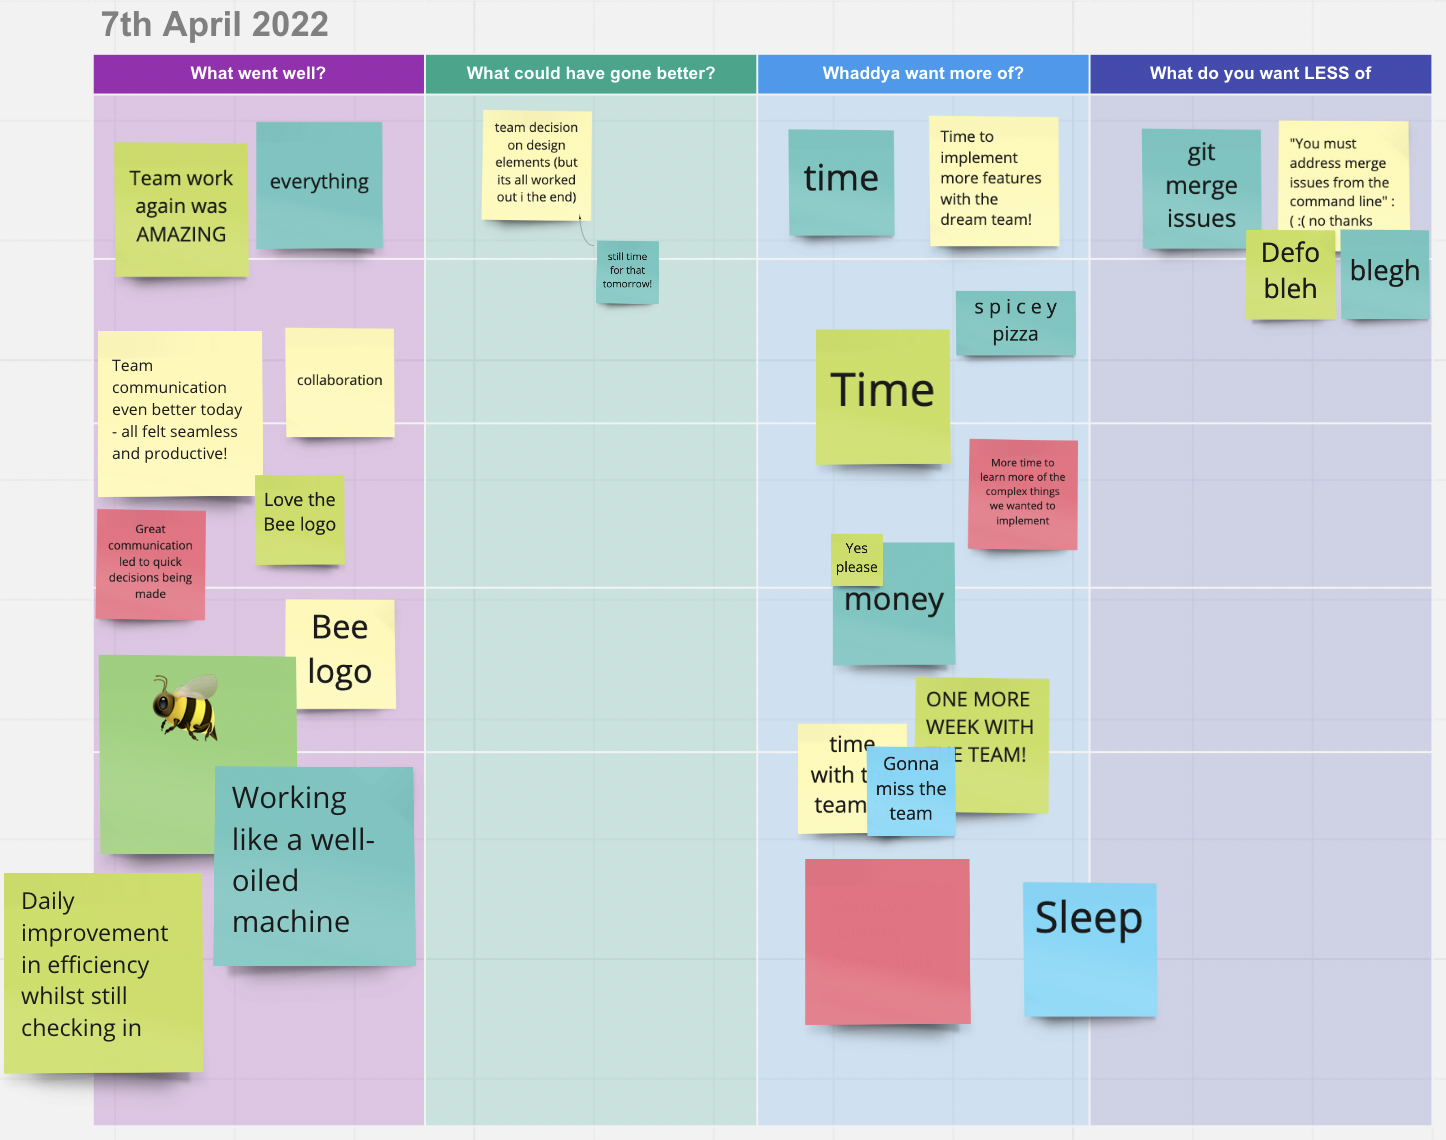 7th April 2022
What went well?
What could have gone better?
Whaddya want more of?
What do you want LESS of
Team work
again was
AMAZING
everything
Team
communication
even better today
- all felt seamless
and productive!
collaboration
Love the
Bee logo
Great
communication
led to quick
decisions being
made
Bee
logo
Working
like a well-
oiled
machine
Daily
improvement
in efficiency
whilst still
checking in
team decision
on design
elements (but
its all worked
out i the end)
still time
for that
tomorrow!
time
Time to
implement
more features
with the
dream team!
s p i c e y
pizza
Time
More time to
learn more of the
complex things
we wanted to
implement
Yes
please
money
ONE MORE
WEEK WITH
TEAM!
time
with
team
Gonna
miss the
team
Sleep
git
merge
issues
"You must
address merge
issues from the
command line" :
( :( no thanks
Defo
bleh
blegh